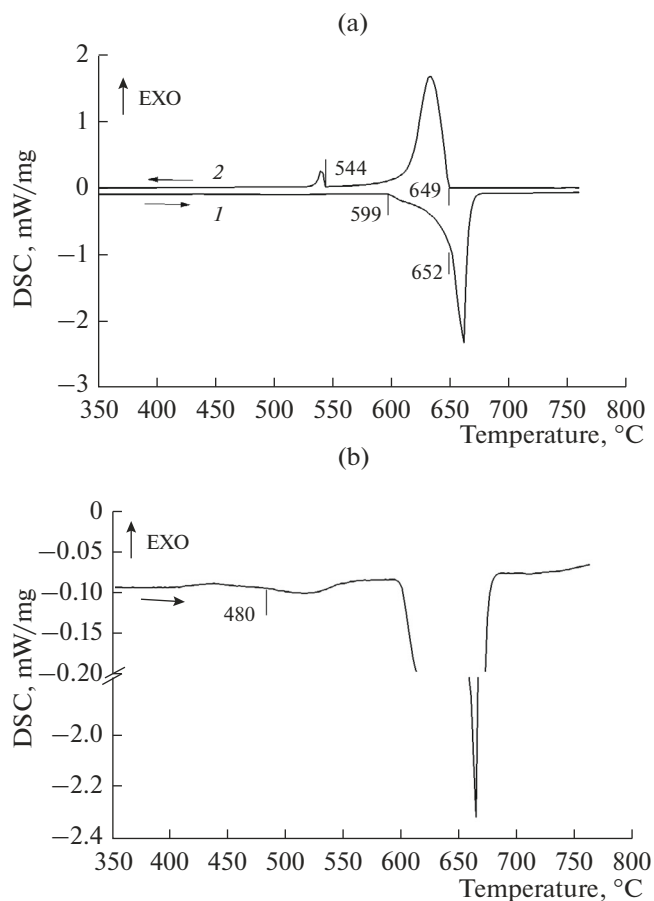 (a)
2
EXO
1
544
2
0
649
1
599
−1
652
−2
−3
DSC, mW/mg
350 400 450 500 550 600 650 700 750 800
Temperature, °C
(b)
0
EXO
−0.05
−0.10
480
−0.15
−0.20
−2.0
−2.2
−2.4
DSC, mW/mg
350 400 450 500 550 600 650 700 750 800
Temperature, °C